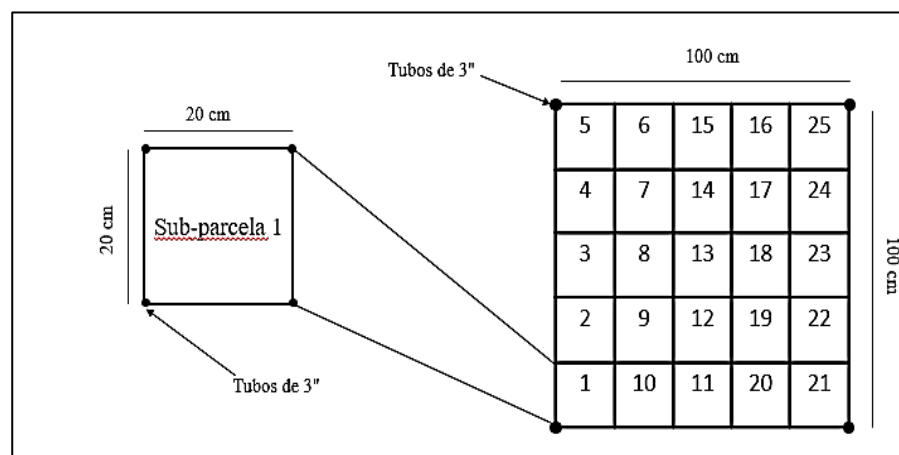 20 cm
20 cm
Sub-parcela 1
Tubos de 3"
Tubos de 3"
100 cm
100 cm
5 6 15 16 25
4 7 14 17 24
3 8 13 18 23
2 9 12 19 22
1 10 11 20 21